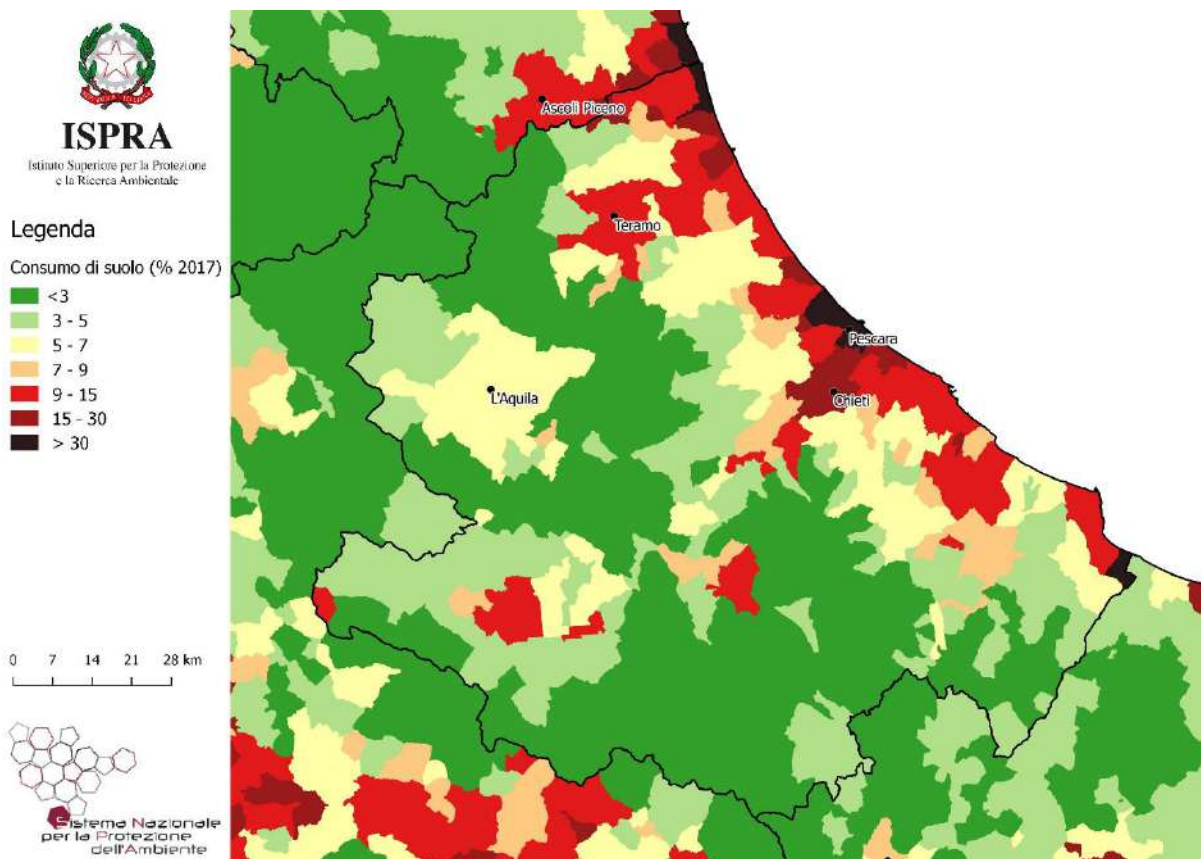 ISPRA
Istituto Superiore per la Protezione
e la Ricerca Ambientale
Legenda
Consumo di suolo (% 2017)
<3
3 - 5
5 - 7
7 - 9
9 - 15
15 - 30
> 30
0 7 14 21 28 km
Sistema Nazionale
per la Protezione
dell'Ambiente
Ascoli Piceno
Teramo
Pescara
L'Aquila
Chieti